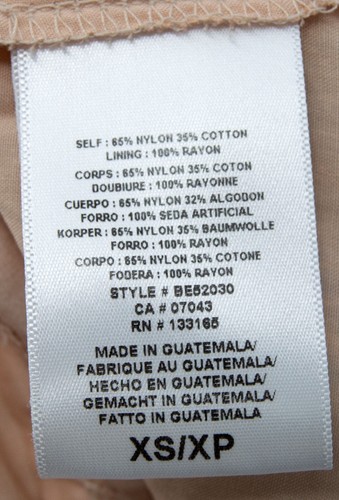 SELF : 65% NYLON 35% COTTON
LINING : 100% RAYON
CORPS : 65% NYLON 35% COTON
DOUBIURE : 100% RAYONNE
CUERPO : 65% NYLON 32% ALGODON
FORRO : 100% SEDA ARTIFICIAL
KORPER : 65% NYLON 35% BAUMWOLLE
FORRO : 100% RAYON
CORPO : 65% NYLON 35% COTONE
FODERA : 100% RAYON
STYLE # BE52030
CA # 07043
RN # 133165
MADE IN GUATEMALA/
FABRIQUE AU GUATEMALA/
HECHO EN GUATEMALA/
GEMACHT IN GUATEMALA/
FATTO IN GUATEMALA
XS/XP